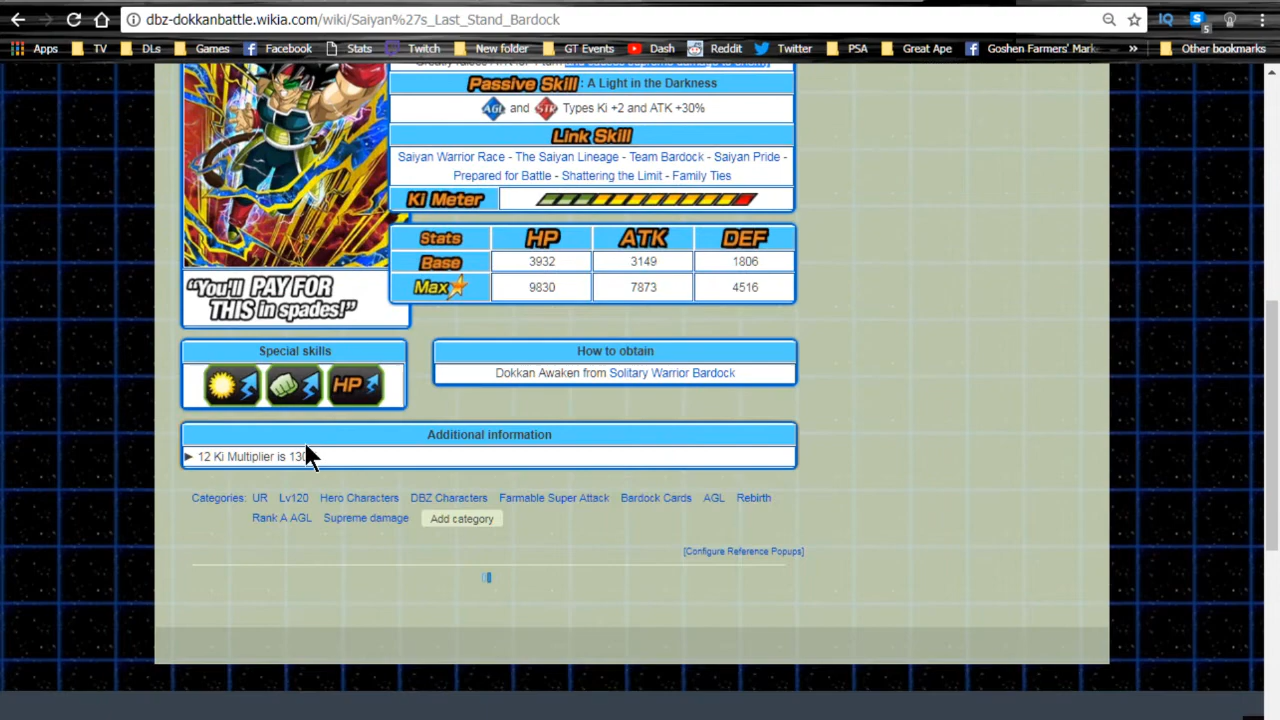 dbz-dokkanbattle.wikia.com/wiki/Saiyan%27s_Last_Stand_Bardock
IQ
S
5
Apps TV DLs Games Facebook Stats Twitch New folder GT Events Dash Reddit Twitter PSA Great Ape Goshen Farmers' Mark » Other bookmarks
Passive Skill: A Light in the Darkness
AGL and STR Types Ki +2 and ATK +30%
Link Skill
Saiyan Warrior Race - The Saiyan Lineage - Team Bardock - Saiyan Pride -
Prepared for Battle - Shattering the Limit - Family Ties
Ki Meter
Stats HP ATK DEF
Base 3932 3149 1806
Max 9830 7873 4516
"You'll PAY FOR
THIS in spades!"
Special skills
HP
How to obtain
Dokkan Awaken from Solitary Warrior Bardock
Additional information
► 12 Ki Multiplier is
Categories: UR Lv120 Hero Characters DBZ Characters Farmable Super Attack Bardock Cards AGL Rebirth
Rank A AGL Supreme damage Add category
[Configure Reference Popups]